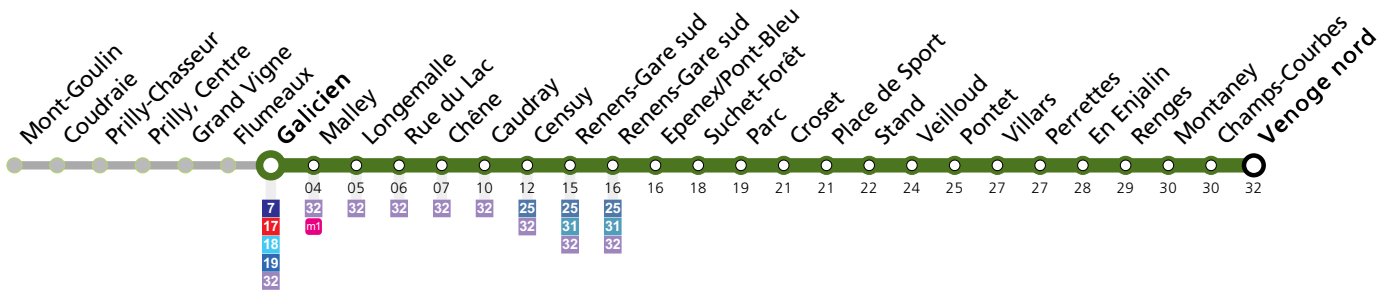 Mont-Goulin
Coudraie
Prilly-Chasseur
Prilly, Centre
Grand Vigne
Flumeaux
Galicien
Malley
Longemalle
Rue du Lac
Chêne
Caudray
Censuy
Renens-Gare sud
Renens-Gare sud
Epenex/Pont-Bleu
Suchet-Forêt
Parc
Croset
Place de Sport
Stand
Veilloud
Pontet
Villars
Perrettes
En Enjalin
Renges
Montaney
Champs-Courbes
Venoge nord
04 05 06 07 10 12 15 16 16 18 19 21 21 22 24 25 27 27 28 29 30 30 32
7 32 32 32 32 32 25 25 25
17 m1 32 31 31
18 32 32
19
32